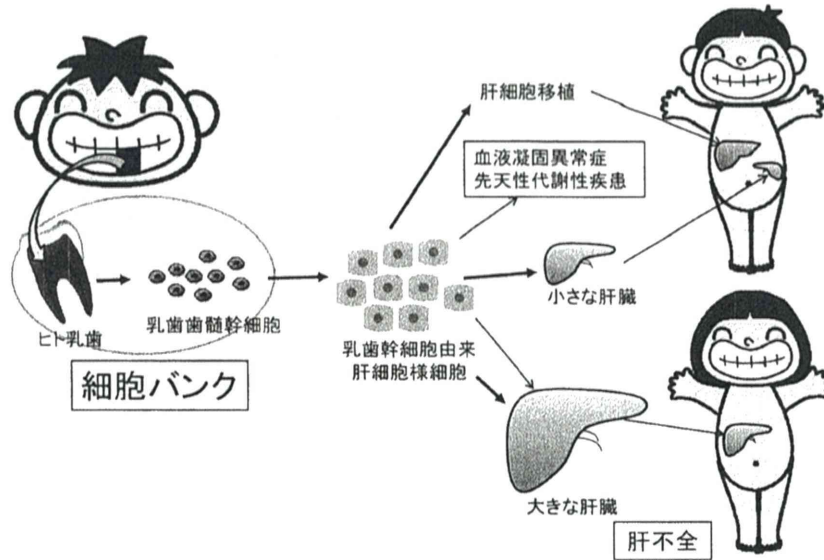 肝細胞移植
血液凝固異常症
先天性代謝性疾患
小さな肝臓
ヒト乳歯
乳歯歯髄幹細胞
細胞バンク
乳歯幹細胞由来
肝細胞様細胞
大きな肝臓
肝不全